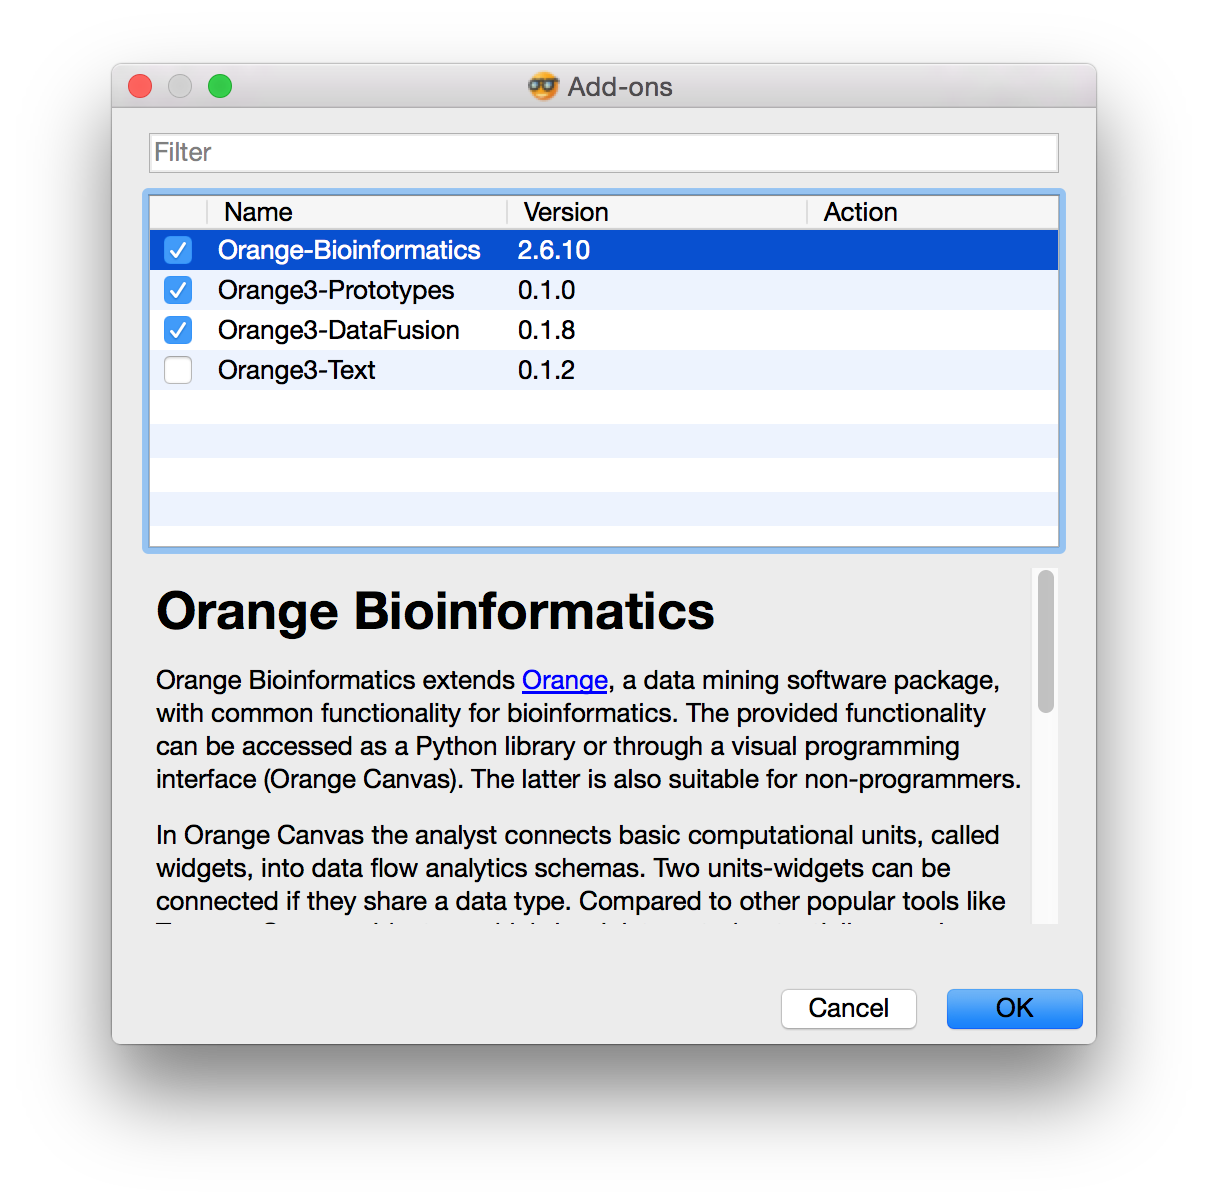 Add-ons
Filter
Name Version Action
Orange-Bioinformatics 2.6.10
Orange3-Prototypes 0.1.0
Orange3-DataFusion 0.1.8
Orange3-Text 0.1.2
Orange Bioinformatics
Orange Bioinformatics extends Orange, a data mining software package,
with common functionality for bioinformatics. The provided functionality
can be accessed as a Python library or through a visual programming
interface (Orange Canvas). The latter is also suitable for non-programmers.
In Orange Canvas the analyst connects basic computational units, called
widgets, into data flow analytics schemas. Two units-widgets can be
connected if they share a data type. Compared to other popular tools like
Cancel OK